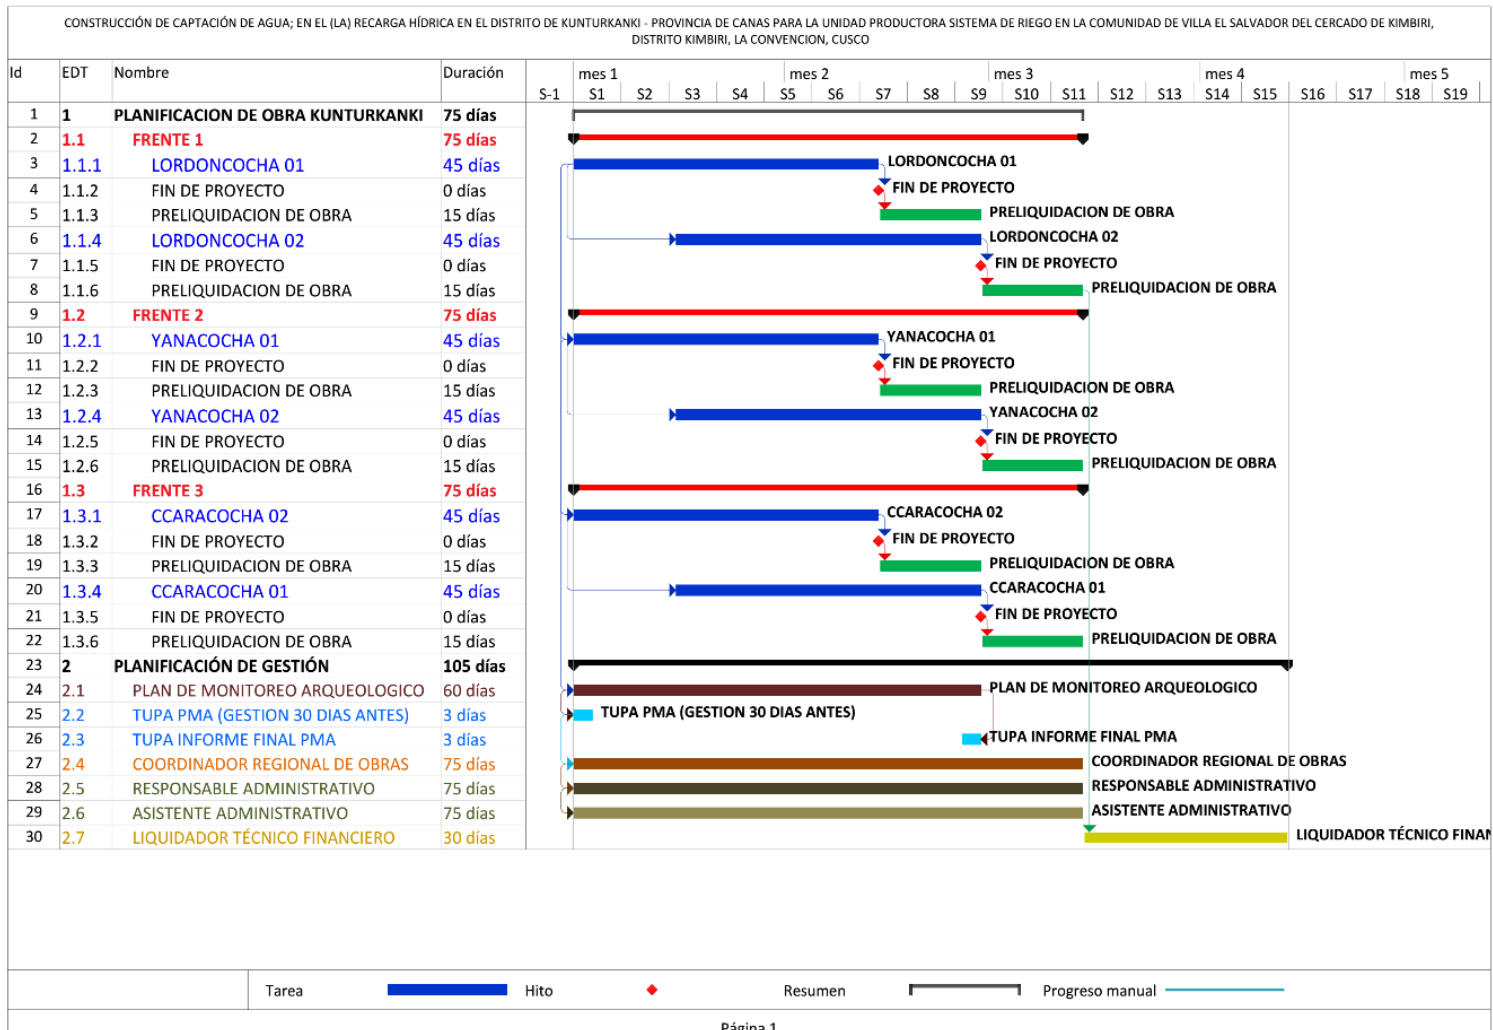 CONSTRUCCIÓN DE CAPTACIÓN DE AGUA; EN EL (LA) RECARGA HÍDRICA EN EL DISTRITO DE KUNTURKANKI - PROVINCIA DE CANAS PARA LA UNIDAD PRODUCTORA SISTEMA DE RIEGO EN LA COMUNIDAD DE VILLA EL SALVADOR DEL CERCADO DE KIMBIRI,
DISTRITO KIMBIRI, LA CONVENCION, CUSCO
Id EDT Nombre Duración mes 1 mes 2 mes 3 mes 4 mes 5
S-1 S1 S2 S3 S4 S5 S6 S7 S8 S9 S10 S11 S12 S13 S14 S15 S16 S17 S18 S19
1 1 PLANIFICACION DE OBRA KUNTURKANKI 75 días
2 1.1 FRENTE 1 75 días
3 1.1.1 LORDONCOCHA 01 45 días LORDONCOCHA 01
4 1.1.2 FIN DE PROYECTO 0 días FIN DE PROYECTO
5 1.1.3 PRELIQUIDACION DE OBRA 15 días PRELIQUIDACION DE OBRA
6 1.1.4 LORDONCOCHA 02 45 días LORDONCOCHA 02
7 1.1.5 FIN DE PROYECTO 0 días FIN DE PROYECTO
8 1.1.6 PRELIQUIDACION DE OBRA 15 días PRELIQUIDACION DE OBRA
9 1.2 FRENTE 2 75 días
10 1.2.1 YANACOCHA 01 45 días YANACOCHA 01
11 1.2.2 FIN DE PROYECTO 0 días FIN DE PROYECTO
12 1.2.3 PRELIQUIDACION DE OBRA 15 días PRELIQUIDACION DE OBRA
13 1.2.4 YANACOCHA 02 45 días YANACOCHA 02
14 1.2.5 FIN DE PROYECTO 0 días FIN DE PROYECTO
15 1.2.6 PRELIQUIDACION DE OBRA 15 días PRELIQUIDACION DE OBRA
16 1.3 FRENTE 3 75 días
17 1.3.1 CCARACOCHA 02 45 días CCARACOCHA 02
18 1.3.2 FIN DE PROYECTO 0 días FIN DE PROYECTO
19 1.3.3 PRELIQUIDACION DE OBRA 15 días PRELIQUIDACION DE OBRA
20 1.3.4 CCARACOCHA 01 45 días CCARACOCHA 01
21 1.3.5 FIN DE PROYECTO 0 días FIN DE PROYECTO
22 1.3.6 PRELIQUIDACION DE OBRA 15 días PRELIQUIDACION DE OBRA
23 2 PLANIFICACIÓN DE GESTIÓN 105 días
24 2.1 PLAN DE MONITOREO ARQUEOLOGICO 60 días PLAN DE MONITOREO ARQUEOLOGICO
25 2.2 TUPA PMA (GESTION 30 DIAS ANTES) 3 días TUPA PMA (GESTION 30 DIAS ANTES)
26 2.3 TUPA INFORME FINAL PMA 3 días TUPA INFORME FINAL PMA
27 2.4 COORDINADOR REGIONAL DE OBRAS 75 días COORDINADOR REGIONAL DE OBRAS
28 2.5 RESPONSABLE ADMINISTRATIVO 75 días RESPONSABLE ADMINISTRATIVO
29 2.6 ASISTENTE ADMINISTRATIVO 75 días ASISTENTE ADMINISTRATIVO
30 2.7 LIQUIDADOR TÉCNICO FINANCIERO 30 días LIQUIDADOR TÉCNICO FINAN
Tarea Hito Resumen Progreso manual
Página 1